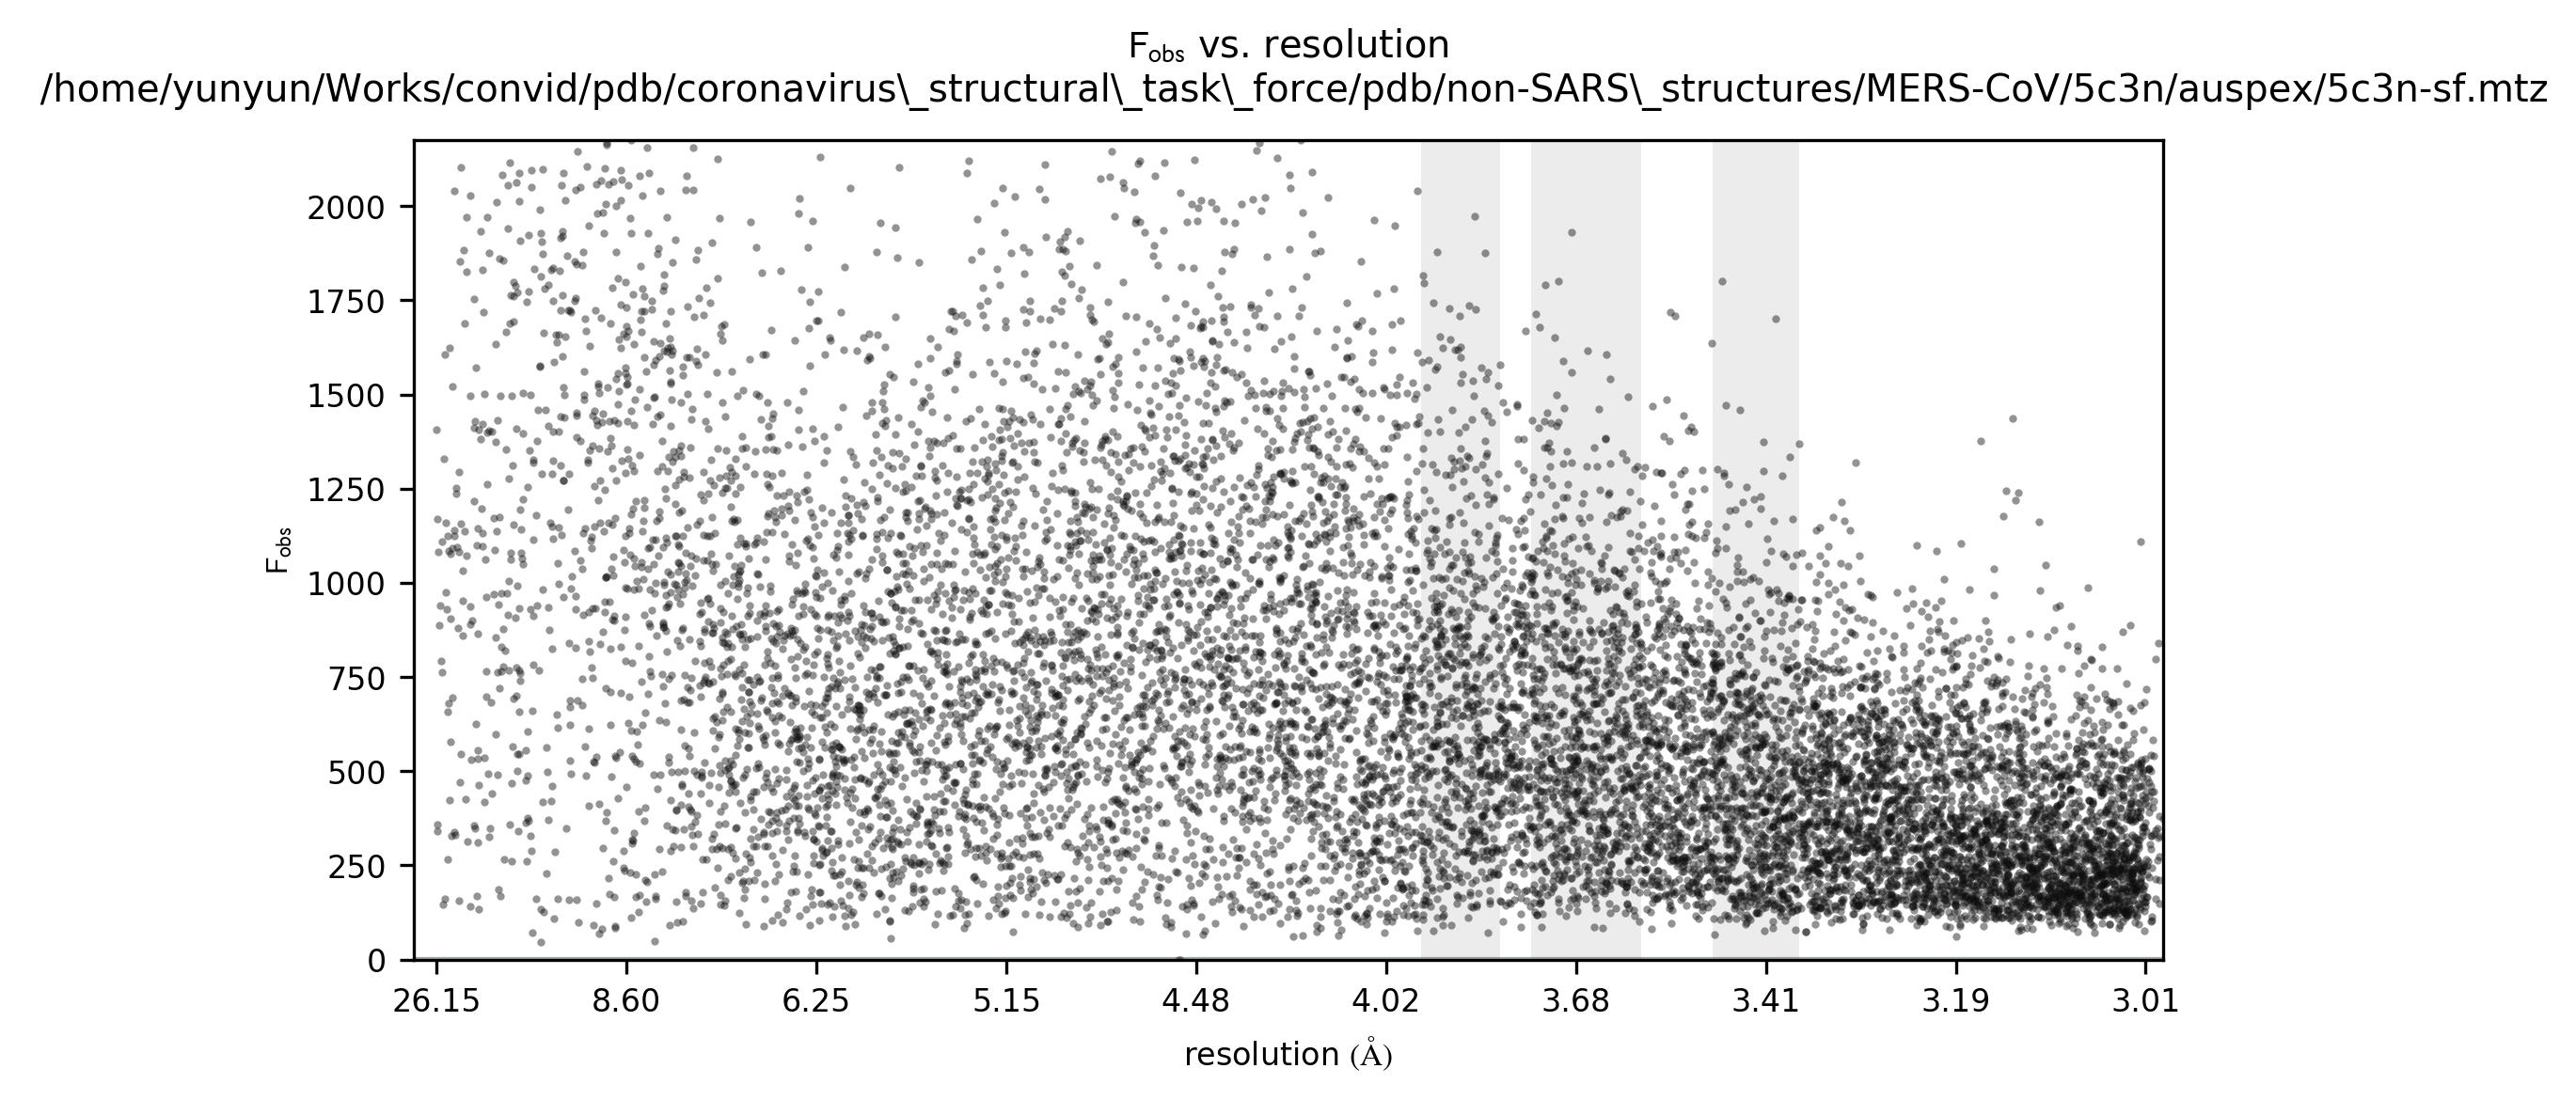 Fobs vs. resolution
/home/yunyun/Works/convid/pdb/coronavirus\_structural\_task\_force/pdb/non-SARS\_structures/MERS-CoV/5c3n/auspex/5c3n-sf.mtz
2000
1750
1500
1250
1000
750
500
250
0
Fobs
26.15 8.60 6.25 5.15 4.48 4.02 3.68 3.41 3.19 3.01
resolution (Å)